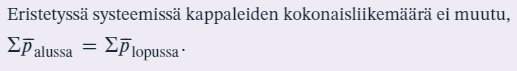 Eristetyssä systeemissä kappaleiden kokonaisliikemäärä ei muutu,
Σp̅ alussa = Σp̅ lopussa.